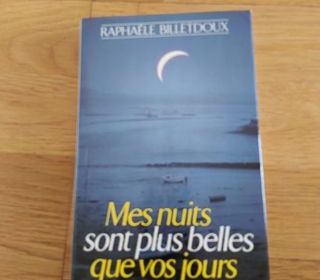 RAPHAËLE BILLETDOUX
Mes nuits
sont plus belles
que vos jours